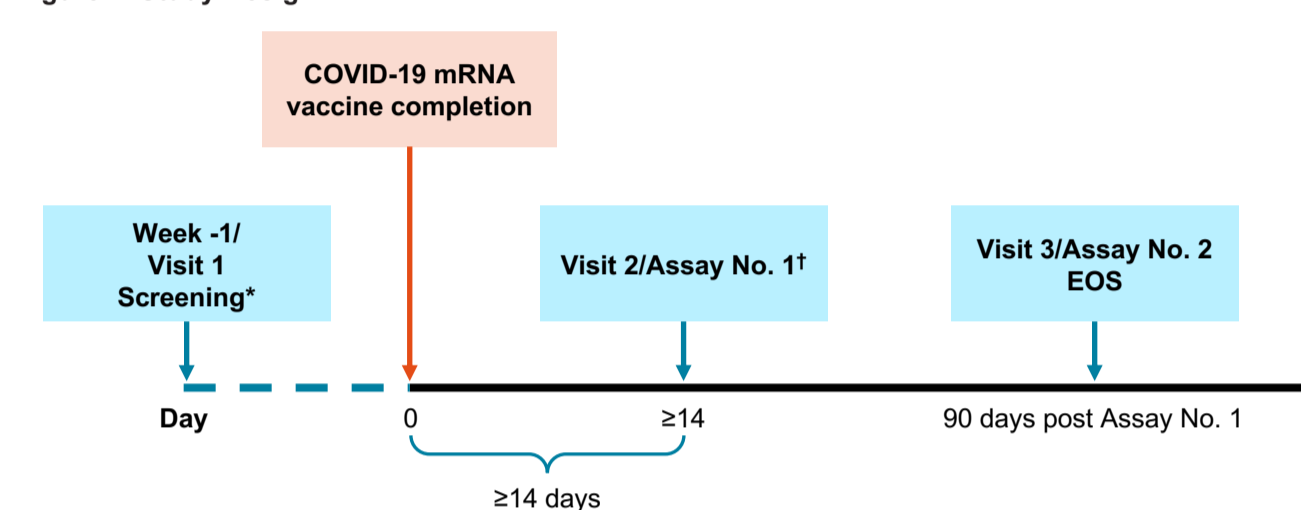 COVID-19 mRNA
vaccine completion
Week -1/
Visit 1
Screening*
Visit 2/Assay No. 1†
Visit 3/Assay No. 2
EOS
Day
0
≥14
90 days post Assay No. 1
≥14 days